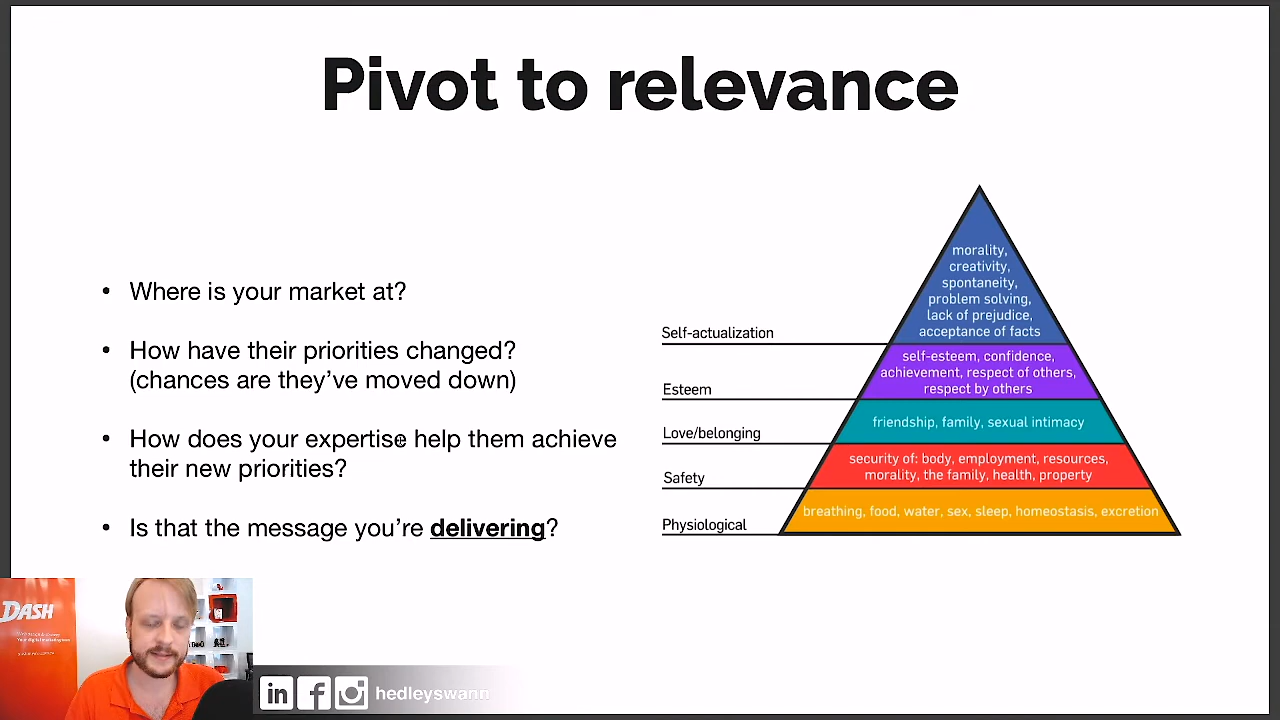 Pivot to relevance
• Where is your market at?
• How have their priorities changed?
(chances are they've moved down)
• How does your expertise help them achieve
their new priorities?
• Is that the message you're delivering?
morality,
creativity,
spontaneity,
problem solving,
lack of prejudice,
acceptance of facts
Self-actualization
self-esteem, confidence,
achievement, respect of others,
respect by others
Esteem
friendship, family, sexual intimacy
Love/belonging
security of: body, employment, resources,
morality, the family, health, property
Safety
breathing, food, water, sex, sleep, homeostasis, excretion
Physiological
DASH
in f hedleyswann